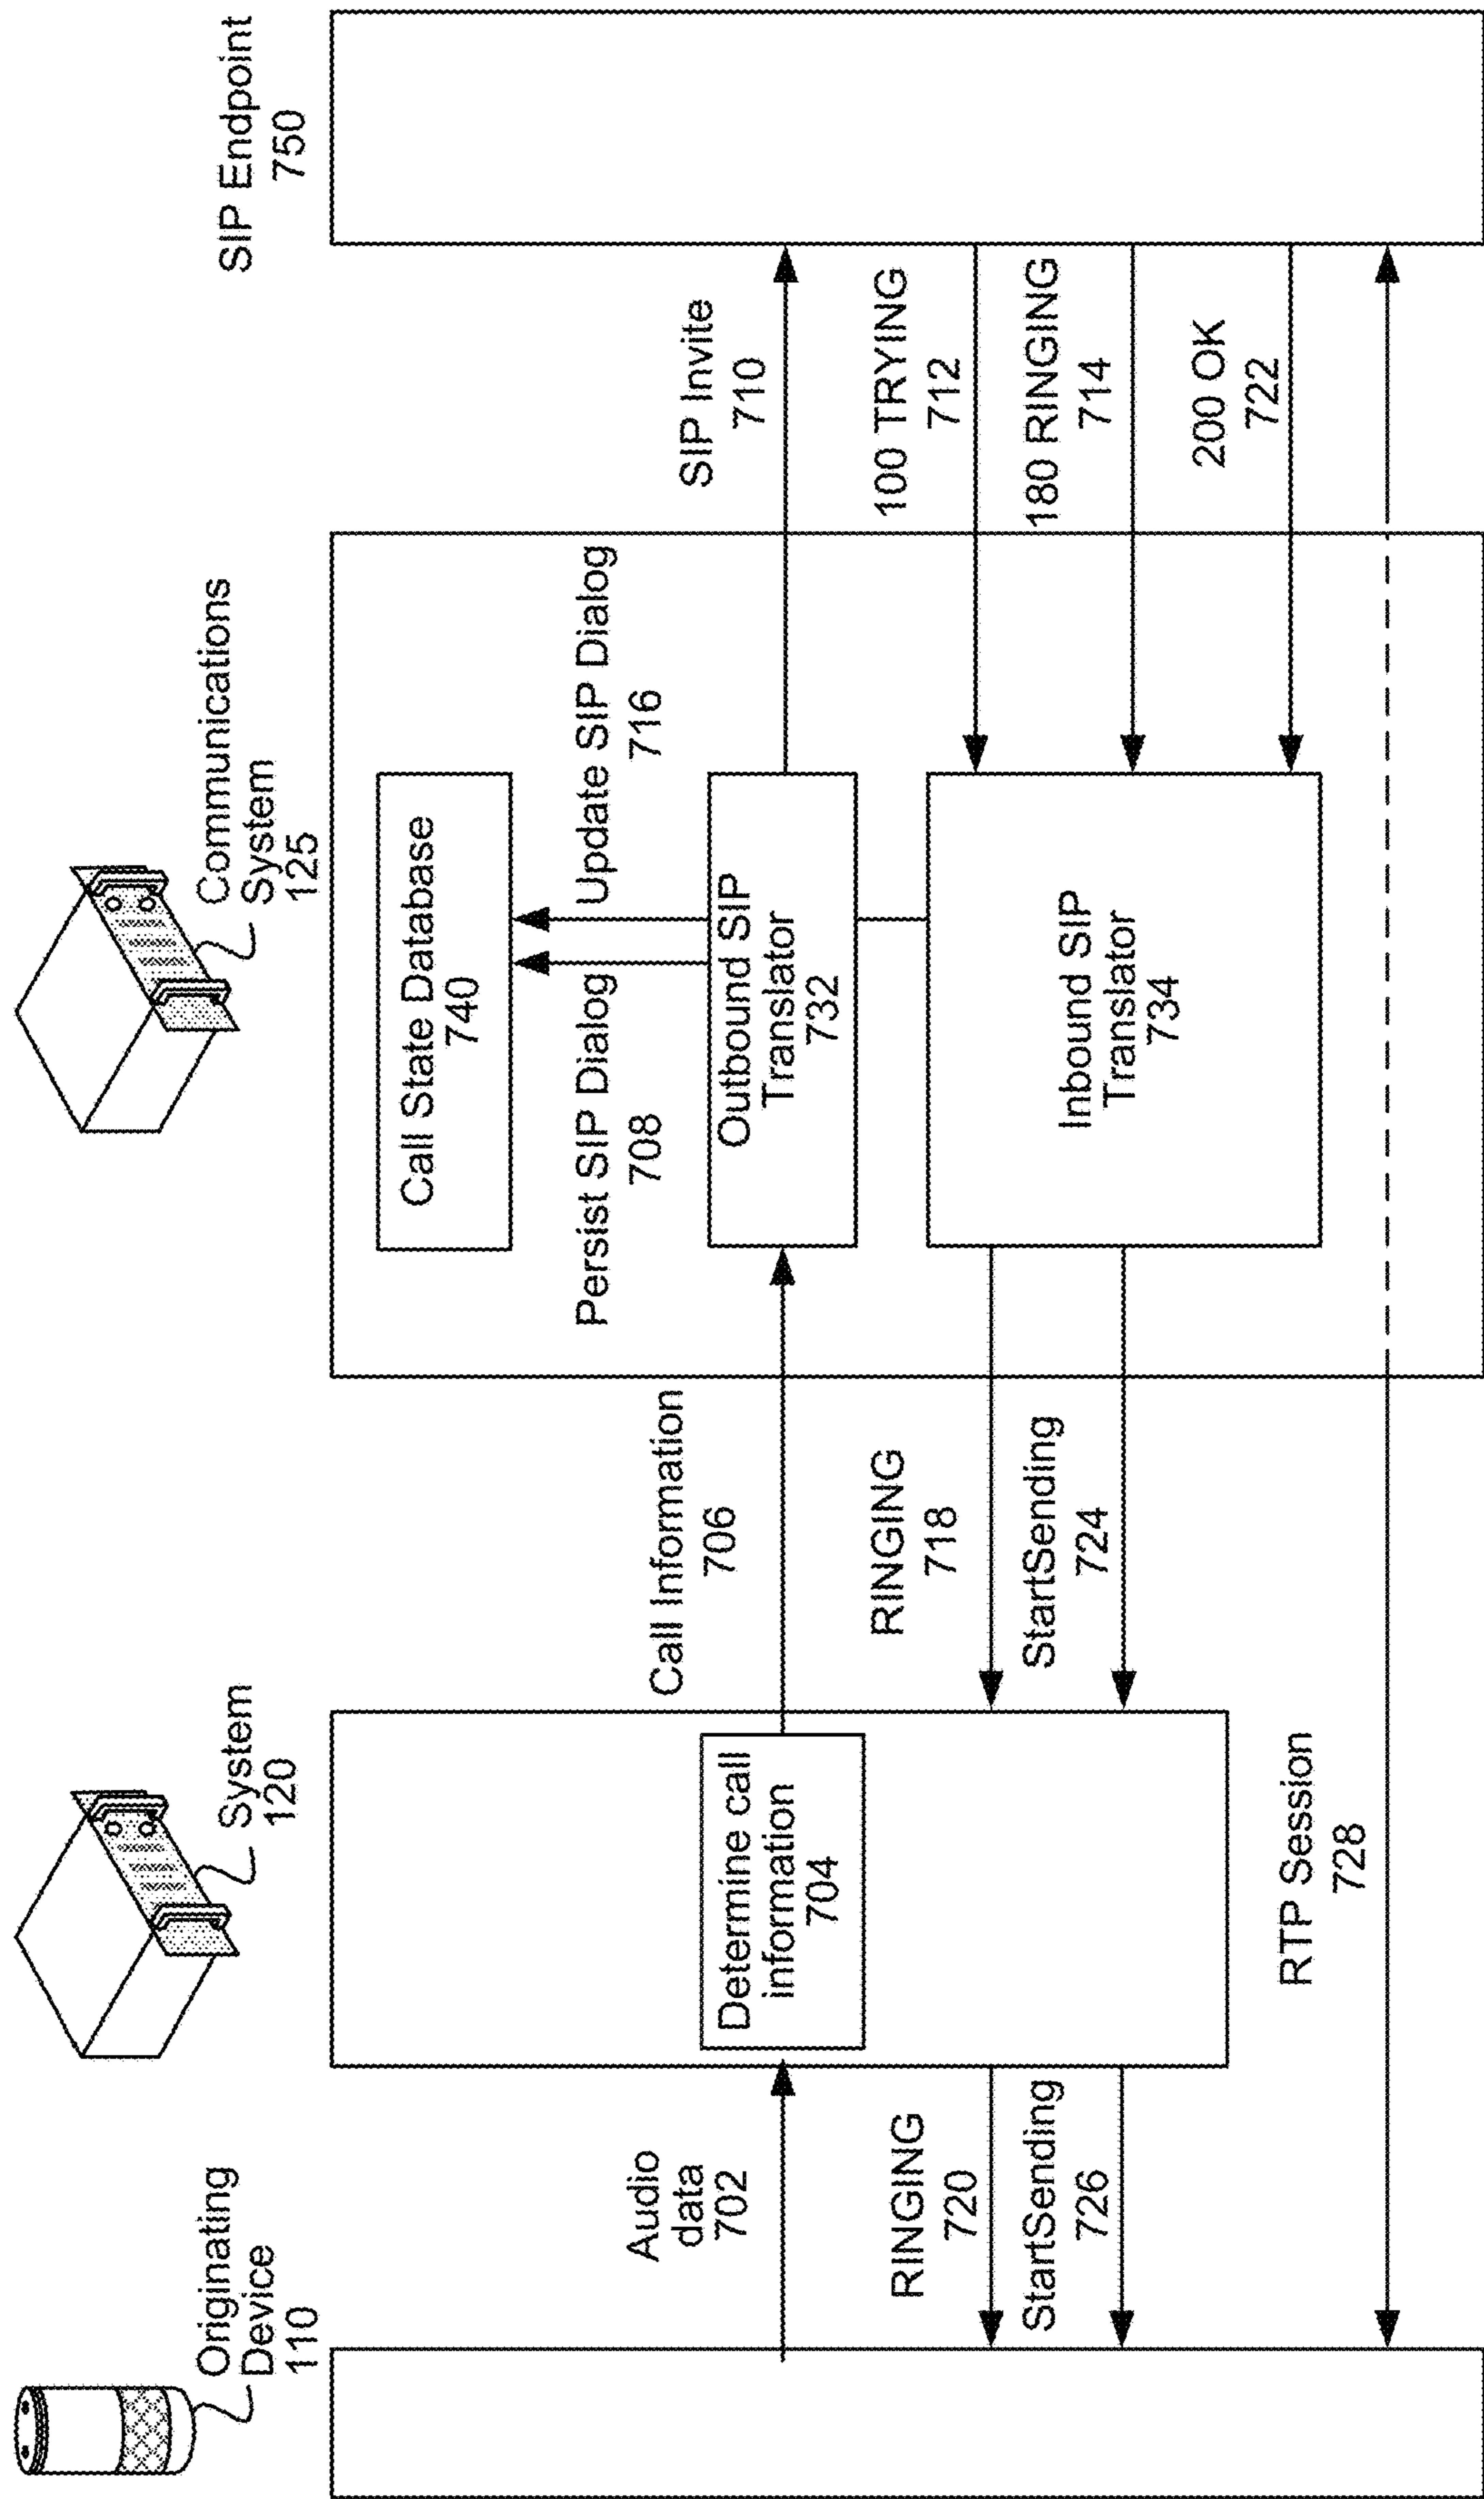 Originating
Device
110
System
120
Communications
System
125
SIP Endpoint
750
Audio
data
702
Determine call
information
704
Call Information
706
Call State Database
740
Persist SIP Dialog
708
Update SIP Dialog
716
Outbound SIP
Translator
732
SIP Invite
710
100 TRYING
712
180 RINGING
714
Inbound SIP
Translator
734
RINGING
718
RINGING
720
200 OK
722
StartSending
724
StartSending
726
RTP Session
728